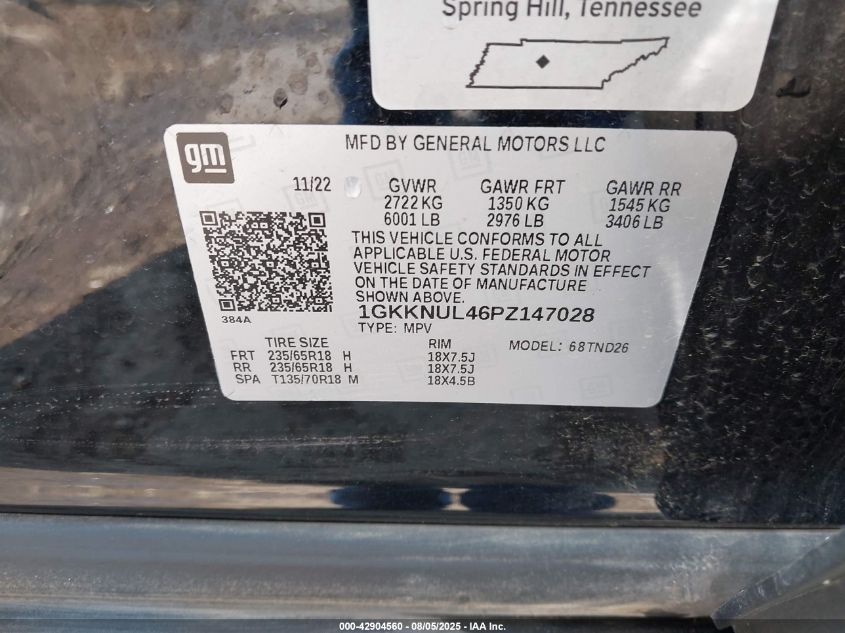 Spring Hill, Tennessee
gm
MFD BY GENERAL MOTORS LLC
11/22 GVWR GAWR FRT GAWR RR
2722 KG 1350 KG 1545 KG
6001 LB 2976 LB 3406 LB
THIS VEHICLE CONFORMS TO ALL
APPLICABLE U.S. FEDERAL MOTOR
VEHICLE SAFETY STANDARDS IN EFFECT
ON THE DATE OF MANUFACTURE
SHOWN ABOVE.
384A
1GKKNUL46PZ147028
TYPE: MPV
TIRE SIZE RIM MODEL: 68TND26
FRT 235/65R18 H 18X7.5J
RR 235/65R18 H 18X7.5J
SPA T135/70R18 M 18X4.5B
000-42904560 - 08/05/2025 - IAA Inc.